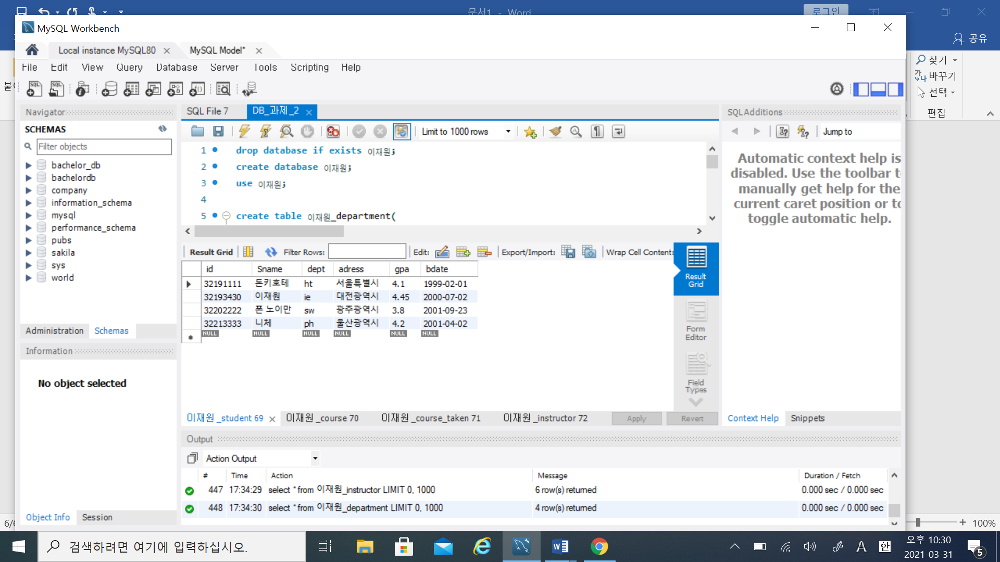 문서1 - Word
로그인
MySQL Workbench
공유
Local instance MySQL80
MySQL Model*
File Edit View Query Database Server Tools Scripting Help
찾기
바꾸기
선택
편집
Navigator
SCHEMAS
Filter objects
bachelor_db
bachelordb
company
information_schema
mysql
performance_schema
pubs
sakila
sys
world
Administration Schemas
Information
No object selected
Object Info Session
SQL File 7 DB_과제_2
Limit to 1000 rows
1 drop database if exists 이재원;
2 create database 이재원;
3 use 이재원;
4
5 create table 이재원_department(
Result Grid Filter Rows: Edit: Export/Import: Wrap Cell Content:
id Sname dept adress gpa bdate
32191111 돈키호테 ht 서울특별시 4.1 1999-02-01
32193430 이재원 ie 대전광역시 4.45 2000-07-02
32202222 폰 노이만 sw 광주광역시 3.8 2001-09-23
32213333 니체 ph 울산광역시 4.2 2001-04-02
NULL NULL NULL NULL NULL NULL
Result
Grid
Form
Editor
Field
Types
이재원_student 69 이재원_course 70 이재원_course_taken 71 이재원_instructor 72 Apply Revert
SQLAdditions
Jump to
Automatic context help is
disabled. Use the toolbar t
manually get help for the
current caret position or to
toggle automatic help.
Context Help Snippets
Output
Action Output
# Time Action Message Duration / Fetch
447 17:34:29 select * from 이재원_instructor LIMIT 0, 1000 6 row(s) returned 0.000 sec / 0.000 sec
448 17:34:30 select * from 이재원_department LIMIT 0, 1000 4 row(s) returned 0.000 sec / 0.000 sec
100%
검색하려면 여기에 입력하십시오.
A 한
오후 10:30
2021-03-31
5